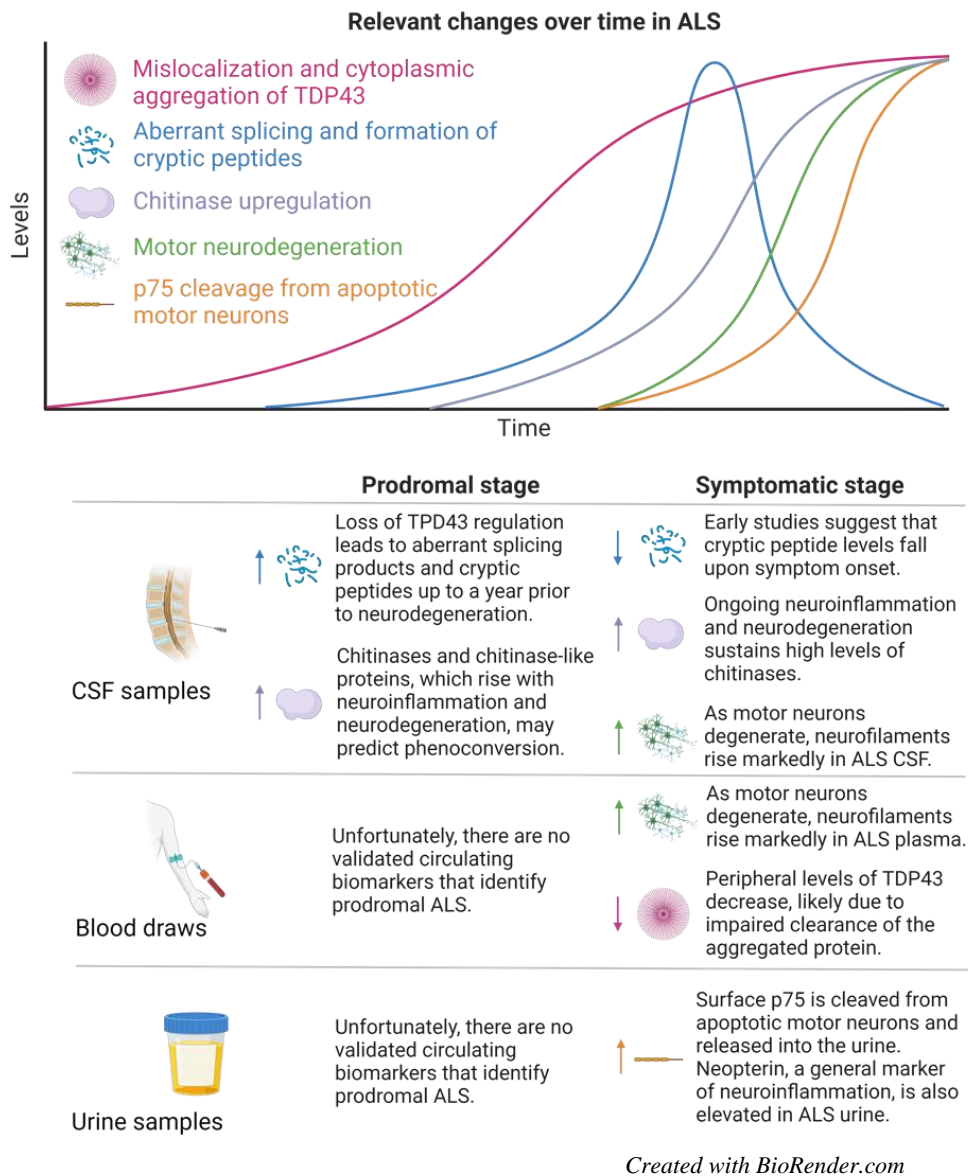 Relevant changes over time in ALS
Mislocalization and cytoplasmic
aggregation of TDP43
Aberrant splicing and formation of
cryptic peptides
Chitinase upregulation
Motor neurodegeneration
p75 cleavage from apoptotic
motor neurons
Levels
Time
Prodromal stage
Symptomatic stage
CSF samples
Loss of TPD43 regulation
leads to aberrant splicing
products and cryptic
peptides up to a year prior
to neurodegeneration.
Chitinases and chitinase-like
proteins, which rise with
neuroinflammation and
neurodegeneration, may
predict phenoconversion.
Early studies suggest that
cryptic peptide levels fall
upon symptom onset.
Ongoing neuroinflammation
and neurodegeneration
sustains high levels of
chitinases.
As motor neurons
degenerate, neurofilaments
rise markedly in ALS CSF.
Blood draws
Unfortunately, there are no
validated circulating
biomarkers that identify
prodromal ALS.
As motor neurons
degenerate, neurofilaments
rise markedly in ALS plasma.
Peripheral levels of TDP43
decrease, likely due to
impaired clearance of the
aggregated protein.
Urine samples
Unfortunately, there are no
validated circulating
biomarkers that identify
prodromal ALS.
Surface p75 is cleaved from
apoptotic motor neurons and
released into the urine.
Neopterin, a general marker
of neuroinflammation, is also
elevated in ALS urine.
Created with BioRender.com